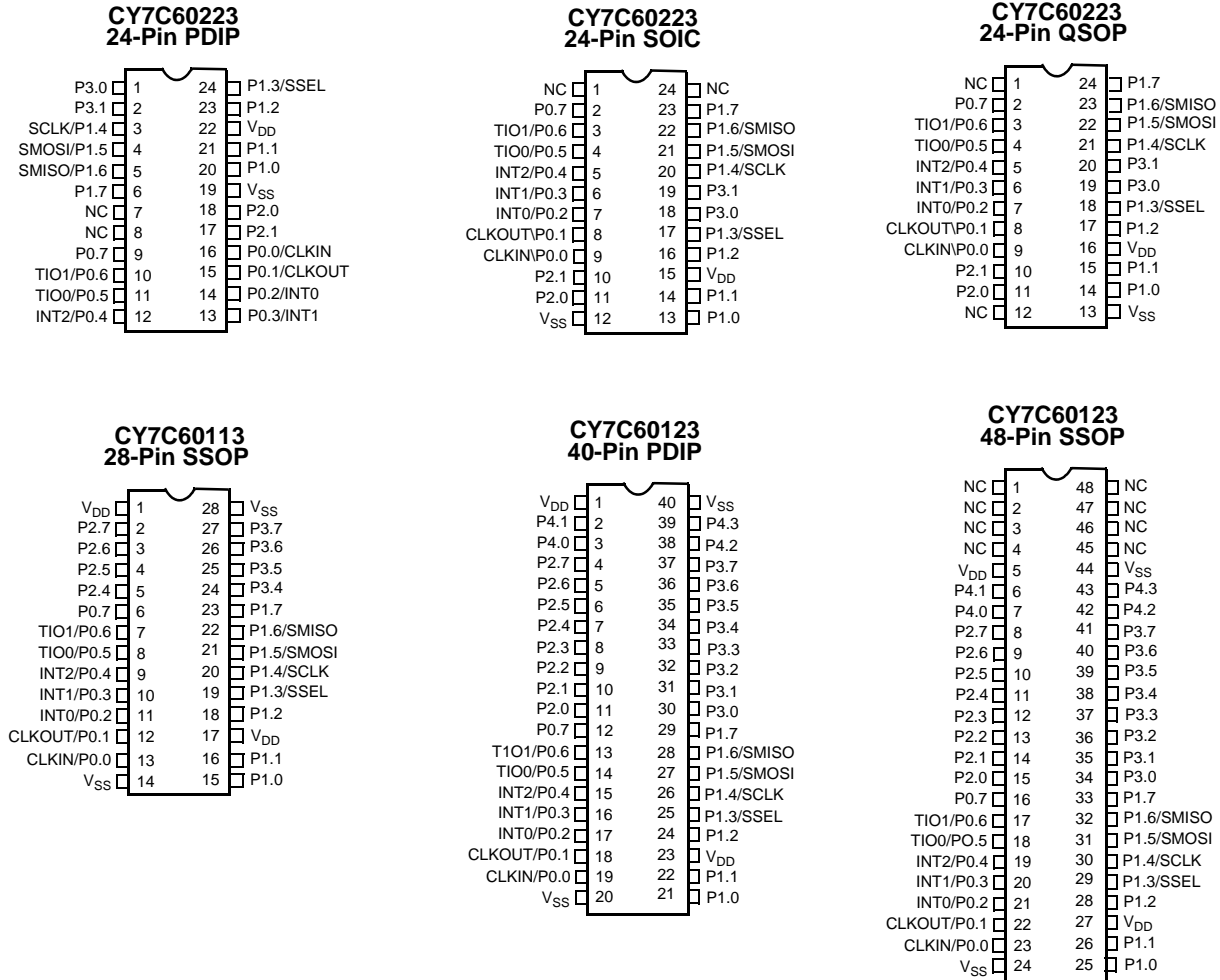 CY7C60223
24-Pin PDIP
P3.0 1 24 P1.3/SSEL
P3.1 2 23 P1.2
SCLK/P1.4 3 22 VDD
SMOSI/P1.5 4 21 P1.1
SMISO/P1.6 5 20 P1.0
P1.7 6 19 VSS
NC 7 18 P2.0
NC 8 17 P2.1
P0.7 9 16 P0.0/CLKIN
TIO1/P0.6 10 15 P0.1/CLKOUT
TIO0/P0.5 11 14 P0.2/INT0
INT2/P0.4 12 13 P0.3/INT1
CY7C60223
24-Pin SOIC
NC 1 24 NC
P0.7 2 23 P1.7
TIO1/P0.6 3 22 P1.6/SMISO
TIO0/P0.5 4 21 P1.5/SMOSI
INT2/P0.4 5 20 P1.4/SCLK
INT1/P0.3 6 19 P3.1
INT0/P0.2 7 18 P3.0
CLKOUT\P0.1 8 17 P1.3/SSEL
CLKIN\P0.0 9 16 P1.2
P2.1 10 15 VDD
P2.0 11 14 P1.1
VSS 12 13 P1.0
CY7C60223
24-Pin QSOP
NC 1 24 P1.7
P0.7 2 23 P1.6/SMISO
TIO1/P0.6 3 22 P1.5/SMOSI
TIO0/P0.5 4 21 P1.4/SCLK
INT2/P0.4 5 20 P3.1
INT1/P0.3 6 19 P3.0
INT0/P0.2 7 18 P1.3/SSEL
CLKOUT\P0.1 8 17 P1.2
CLKIN\P0.0 9 16 VDD
P2.1 10 15 P1.1
P2.0 11 14 P1.0
NC 12 13 VSS
CY7C60113
28-Pin SSOP
VDD 1 28 VSS
P2.7 2 27 P3.7
P2.6 3 26 P3.6
P2.5 4 25 P3.5
P2.4 5 24 P3.4
P0.7 6 23 P1.7
TIO1/P0.6 7 22 P1.6/SMISO
TIO0/P0.5 8 21 P1.5/SMOSI
INT2/P0.4 9 20 P1.4/SCLK
INT1/P0.3 10 19 P1.3/SSEL
INT0/P0.2 11 18 P1.2
CLKOUT/P0.1 12 17 VDD
CLKIN/P0.0 13 16 P1.1
VSS 14 15 P1.0
CY7C60123
40-Pin PDIP
VDD 1 40 VSS
P4.1 2 39 P4.3
P4.0 3 38 P4.2
P2.7 4 37 P3.7
P2.6 5 36 P3.6
P2.5 6 35 P3.5
P2.4 7 34 P3.4
P2.3 8 33 P3.3
P2.2 9 32 P3.2
P2.1 10 31 P3.1
P2.0 11 30 P3.0
P0.7 12 29 P1.7
T1O1/P0.6 13 28 P1.6/SMISO
TIO0/P0.5 14 27 P1.5/SMOSI
INT2/P0.4 15 26 P1.4/SCLK
INT1/P0.3 16 25 P1.3/SSEL
INT0/P0.2 17 24 P1.2
CLKOUT/P0.1 18 23 VDD
CLKIN/P0.0 19 22 P1.1
VSS 20 21 P1.0
CY7C60123
48-Pin SSOP
NC 1 48 NC
NC 2 47 NC
NC 3 46 NC
NC 4 45 NC
VDD 5 44 VSS
P4.1 6 43 P4.3
P4.0 7 42 P4.2
P2.7 8 41 P3.7
P2.6 9 40 P3.6
P2.5 10 39 P3.5
P2.4 11 38 P3.4
P2.3 12 37 P3.3
P2.2 13 36 P3.2
P2.1 14 35 P3.1
P2.0 15 34 P3.0
P0.7 16 33 P1.7
TIO1/P0.6 17 32 P1.6/SMISO
TIO0/PO.5 18 31 P1.5/SMOSI
INT2/P0.4 19 30 P1.4/SCLK
INT1/P0.3 20 29 P1.3/SSEL
INT0/P0.2 21 28 P1.2
CLKOUT/P0.1 22 27 VDD
CLKIN/P0.0 23 26 P1.1
VSS 24 25 P1.0